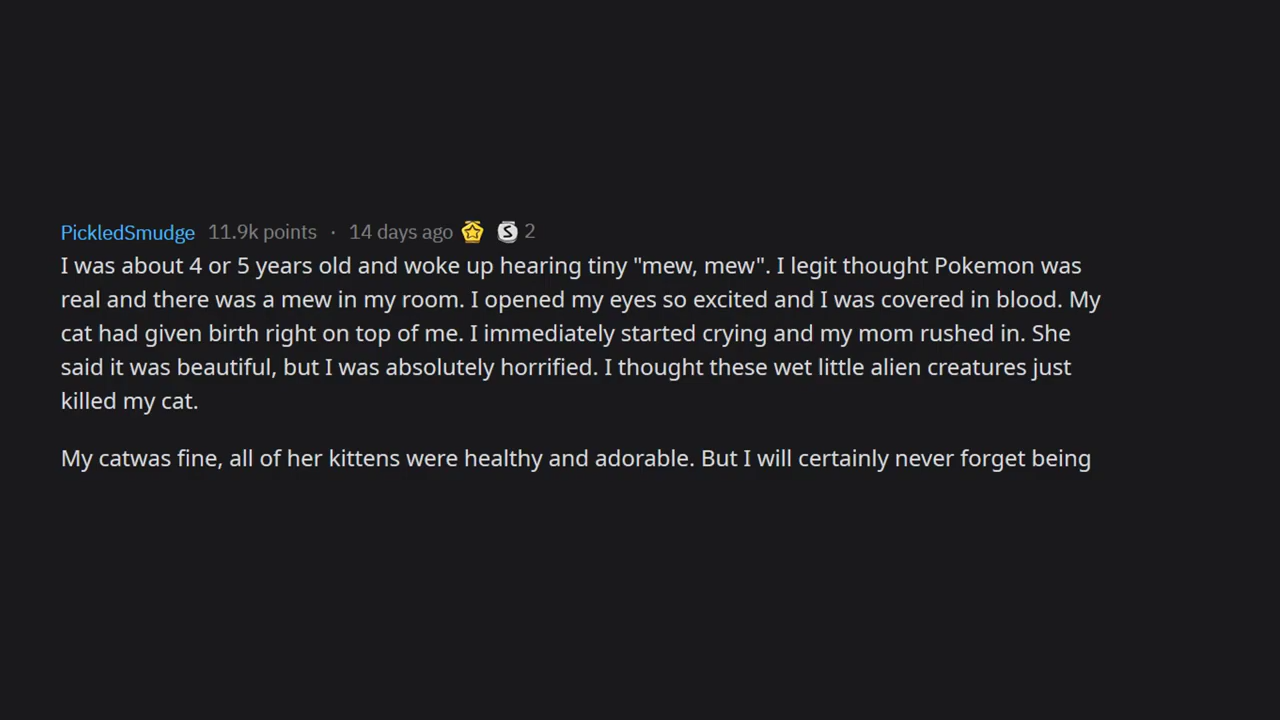 PickledSmudge 11.9k points · 14 days ago S 2
I was about 4 or 5 years old and woke up hearing tiny "mew, mew". I legit thought Pokemon was
real and there was a mew in my room. I opened my eyes so excited and I was covered in blood. My
cat had given birth right on top of me. I immediately started crying and my mom rushed in. She
said it was beautiful, but I was absolutely horrified. I thought these wet little alien creatures just
killed my cat.
My catwas fine, all of her kittens were healthy and adorable. But I will certainly never forget being